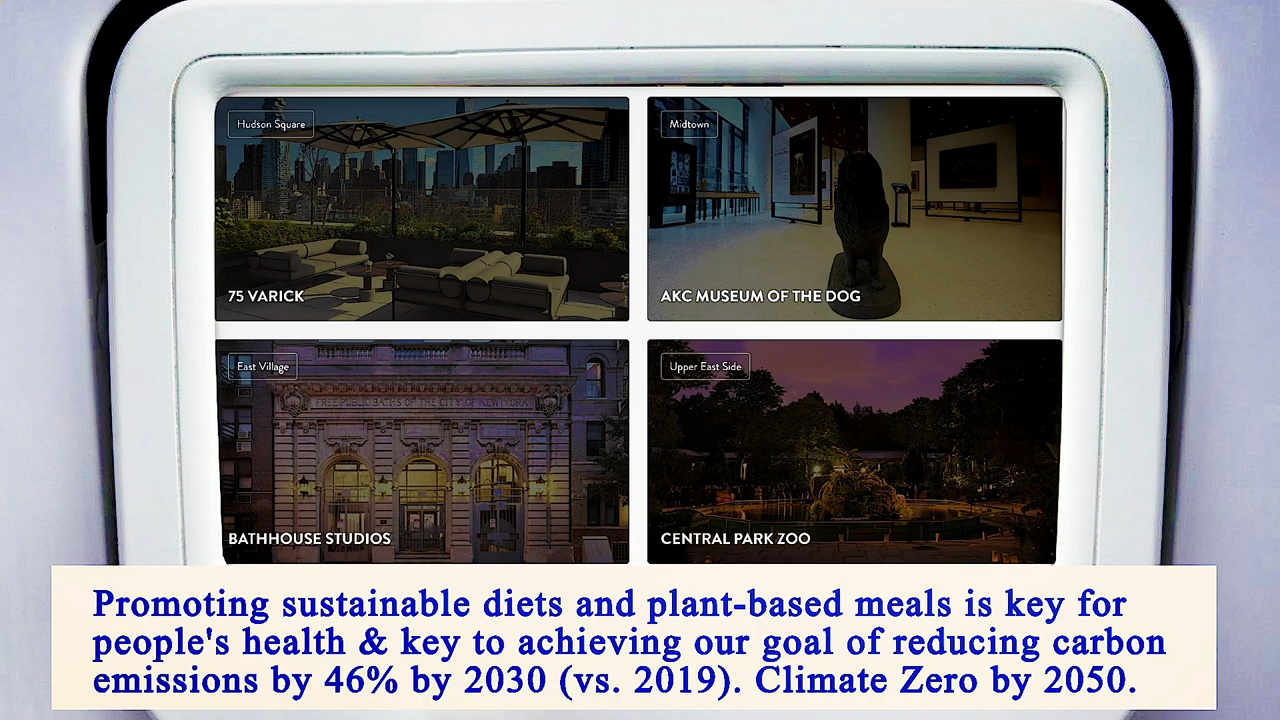 Hudson Square
Midtown
75 VARICK
AKC MUSEUM OF THE DOG
East Village
Upper East Side
FREE PUBLIC BATHS OF THE CITY OF NEW YORK
BATHHOUSE STUDIOS
CENTRAL PARK ZOO
Promoting sustainable diets and plant-based meals is key for
people's health & key to achieving our goal of reducing carbon
emissions by 46% by 2030 (vs. 2019). Climate Zero by 2050.